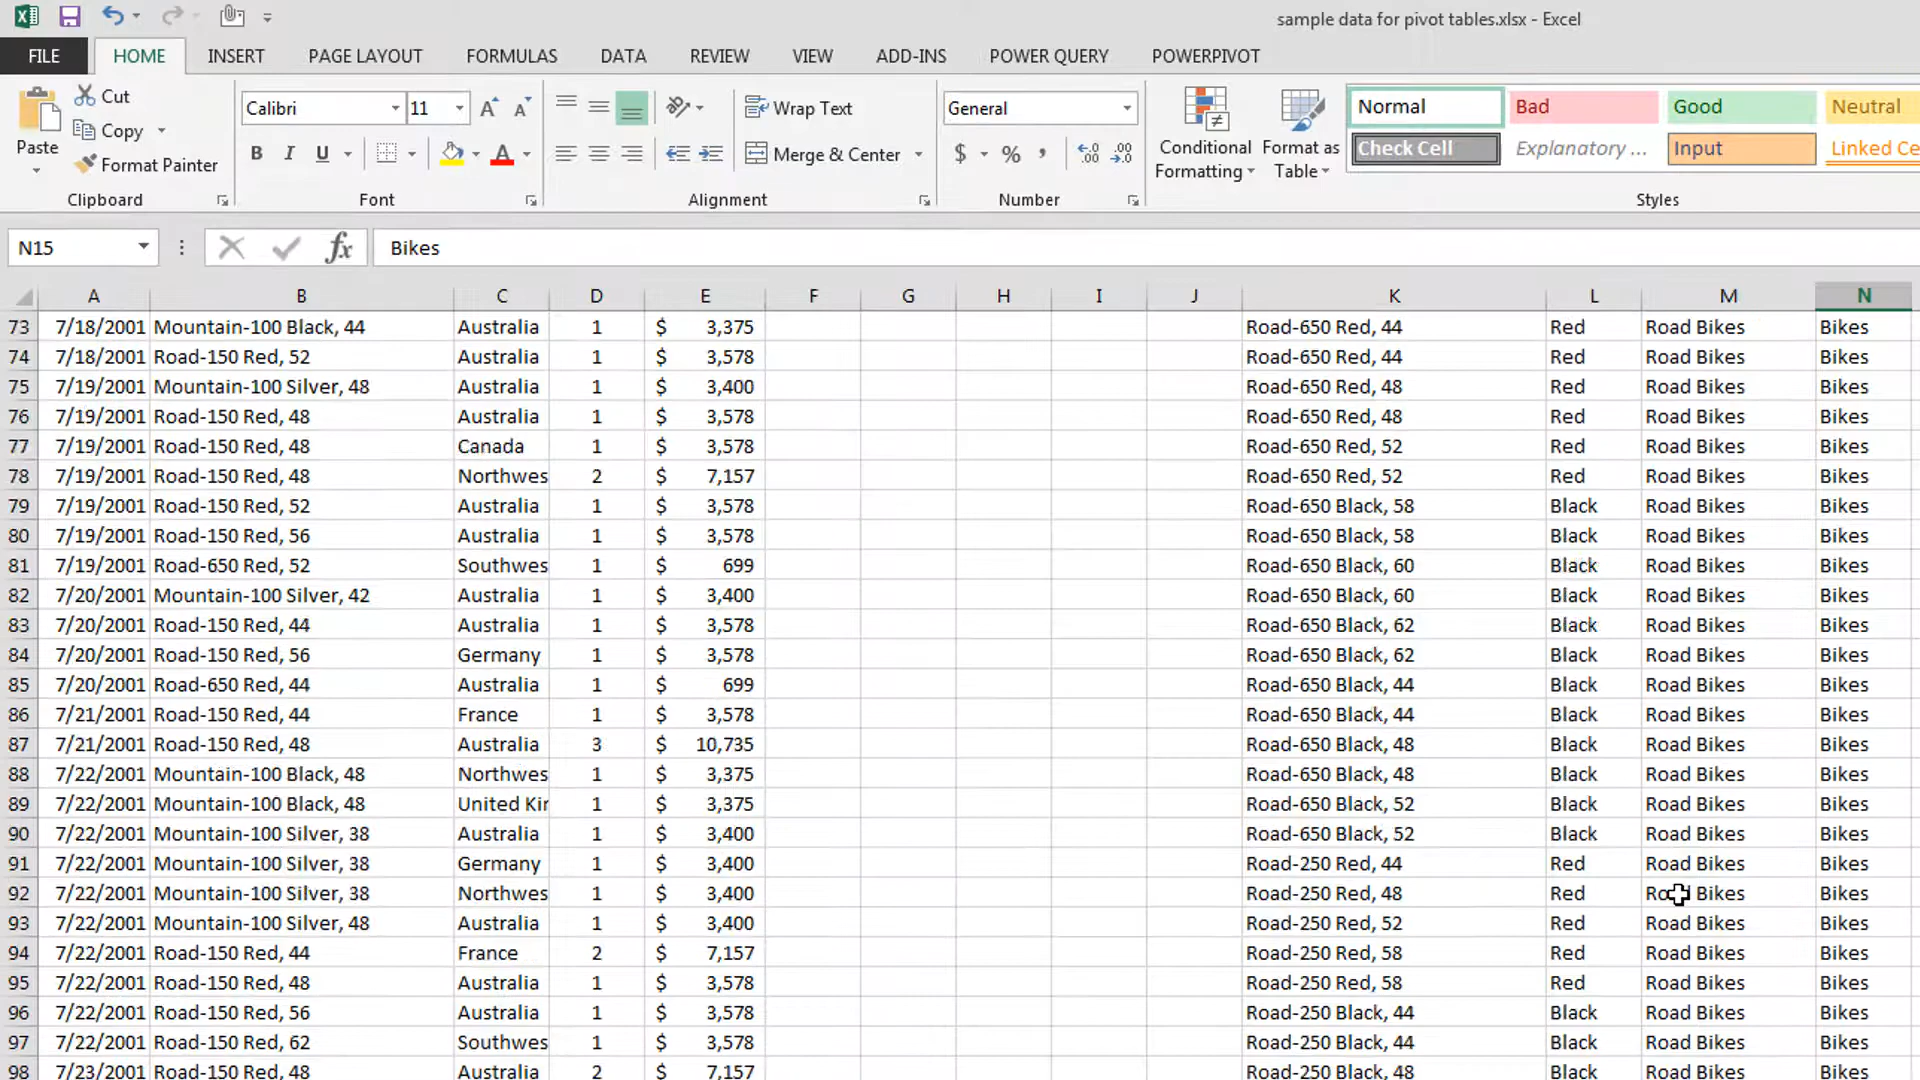 sample data for pivot tables.xlsx - Excel
FILE HOME INSERT PAGE LAYOUT FORMULAS DATA REVIEW VIEW ADD-INS POWER QUERY POWERPIVOT
Paste Cut Copy Format Painter
Clipboard
Calibri 11
B I U A
Font
Wrap Text
Merge & Center
Alignment
General
$ % ,
Number
Conditional Formatting
Format as Table
Normal Bad Good Neutral
Check Cell Explanatory ... Input Linked Ce
Styles
N15 fx Bikes
A B C D E F G H I J K L M N
73 7/18/2001 Mountain-100 Black, 44 Australia 1 $ 3,375 Road-650 Red, 44 Red Road Bikes Bikes
74 7/18/2001 Road-150 Red, 52 Australia 1 $ 3,578 Road-650 Red, 44 Red Road Bikes Bikes
75 7/19/2001 Mountain-100 Silver, 48 Australia 1 $ 3,400 Road-650 Red, 48 Red Road Bikes Bikes
76 7/19/2001 Road-150 Red, 48 Australia 1 $ 3,578 Road-650 Red, 48 Red Road Bikes Bikes
77 7/19/2001 Road-150 Red, 48 Canada 1 $ 3,578 Road-650 Red, 52 Red Road Bikes Bikes
78 7/19/2001 Road-150 Red, 48 Northwes 2 $ 7,157 Road-650 Red, 52 Red Road Bikes Bikes
79 7/19/2001 Road-150 Red, 52 Australia 1 $ 3,578 Road-650 Black, 58 Black Road Bikes Bikes
80 7/19/2001 Road-150 Red, 56 Australia 1 $ 3,578 Road-650 Black, 58 Black Road Bikes Bikes
81 7/19/2001 Road-650 Red, 52 Southwes 1 $ 699 Road-650 Black, 60 Black Road Bikes Bikes
82 7/20/2001 Mountain-100 Silver, 42 Australia 1 $ 3,400 Road-650 Black, 60 Black Road Bikes Bikes
83 7/20/2001 Road-150 Red, 44 Australia 1 $ 3,578 Road-650 Black, 62 Black Road Bikes Bikes
84 7/20/2001 Road-150 Red, 56 Germany 1 $ 3,578 Road-650 Black, 62 Black Road Bikes Bikes
85 7/20/2001 Road-650 Red, 44 Australia 1 $ 699 Road-650 Black, 44 Black Road Bikes Bikes
86 7/21/2001 Road-150 Red, 44 France 1 $ 3,578 Road-650 Black, 44 Black Road Bikes Bikes
87 7/21/2001 Road-150 Red, 48 Australia 3 $ 10,735 Road-650 Black, 48 Black Road Bikes Bikes
88 7/22/2001 Mountain-100 Black, 48 Northwes 1 $ 3,375 Road-650 Black, 48 Black Road Bikes Bikes
89 7/22/2001 Mountain-100 Black, 48 United Kir 1 $ 3,375 Road-650 Black, 52 Black Road Bikes Bikes
90 7/22/2001 Mountain-100 Silver, 38 Australia 1 $ 3,400 Road-650 Black, 52 Black Road Bikes Bikes
91 7/22/2001 Mountain-100 Silver, 38 Germany 1 $ 3,400 Road-250 Red, 44 Red Road Bikes Bikes
92 7/22/2001 Mountain-100 Silver, 38 Northwes 1 $ 3,400 Road-250 Red, 48 Red Road Bikes Bikes
93 7/22/2001 Mountain-100 Silver, 48 Australia 1 $ 3,400 Road-250 Red, 52 Red Road Bikes Bikes
94 7/22/2001 Road-150 Red, 44 France 2 $ 7,157 Road-250 Red, 58 Red Road Bikes Bikes
95 7/22/2001 Road-150 Red, 48 Australia 1 $ 3,578 Road-250 Red, 58 Red Road Bikes Bikes
96 7/22/2001 Road-150 Red, 56 Australia 1 $ 3,578 Road-250 Black, 44 Black Road Bikes Bikes
97 7/22/2001 Road-150 Red, 62 Southwes 1 $ 3,578 Road-250 Black, 44 Black Road Bikes Bikes
98 7/23/2001 Road-150 Red, 48 Australia 2 $ 7,157 Road-250 Black, 48 Black Road Bikes Bikes